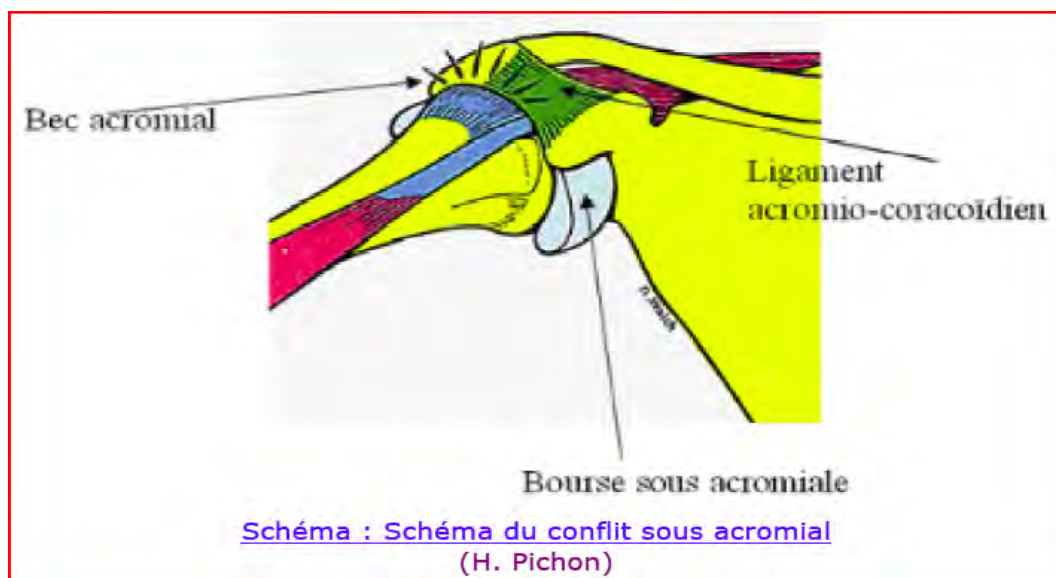 Bec acromial
Ligament
acromio-coracoïdien
Bourse sous acromiale
Schéma : Schéma du conflit sous acromial
(H. Pichon)